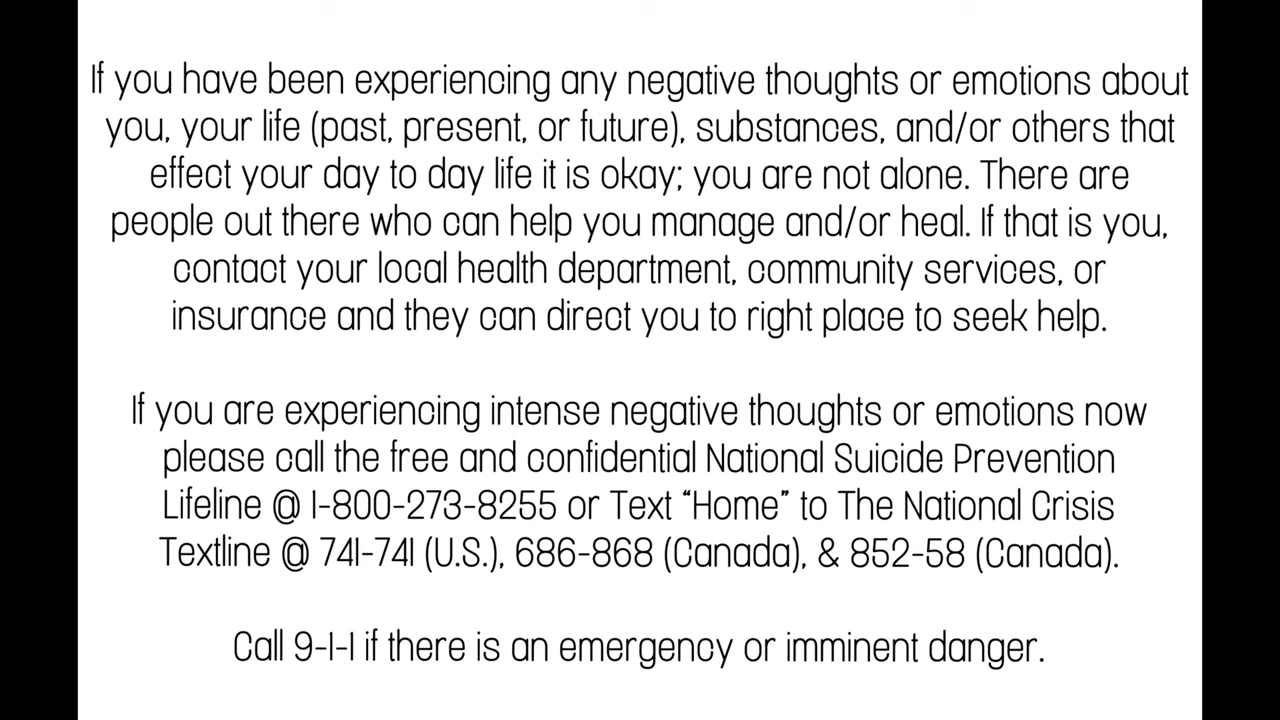 If you have been experiencing any negative thoughts or emotions about
you, your life (past, present, or future), substances, and/or others that
effect your day to day life it is okay; you are not alone. There are
people out there who can help you manage and/or heal. If that is you,
contact your local health department, community services, or
insurance and they can direct you to right place to seek help.
If you are experiencing intense negative thoughts or emotions now
please call the free and confidential National Suicide Prevention
Lifeline @ 1-800-273-8255 or Text “Home” to The National Crisis
Textline @ 741-741 (U.S.), 686-868 (Canada), & 852-58 (Canada).
Call 9-1-1 if there is an emergency or imminent danger.